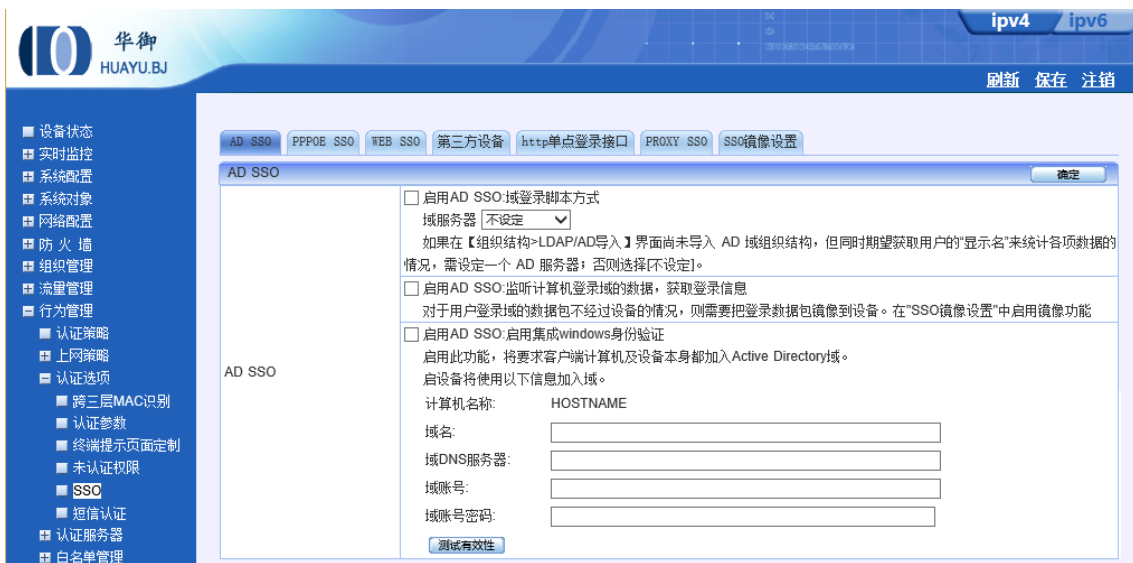 华御
HUAYU.BJ
ipv4
ipv6
刷新 保存 注销
设备状态
实时监控
系统配置
系统对象
网络配置
防 火 墙
组织管理
流量管理
行为管理
认证策略
上网策略
认证选项
跨三层MAC识别
认证参数
终端提示页面定制
未认证权限
SSO
短信认证
认证服务器
白名单管理
AD SSO
PPPOE SSO
WEB SSO
第三方设备
http单点登录接口
PROXY SSO
SSO镜像设置
AD SSO
确定
AD SSO
启用AD SSO:域登录脚本方式
域服务器 不设定
如果在【组织结构>LDAP/AD导入】界面尚未导入 AD 域组织结构，但同时期望获取用户的“显示名”来统计各项数据的
情况，需设定一个 AD 服务器；否则选择[不设定]。
启用AD SSO:监听计算机登录域的数据，获取登录信息
对于用户登录域的数据包不经过设备的情况，则需要把登录数据包镜像到设备。在"SSO镜像设置"中启用镜像功能
启用AD SSO:启用集成windows身份验证
启用此功能，将要求客户端计算机及设备本身都加入Active Directory域。
启设备将使用以下信息加入域。
计算机名称: HOSTNAME
域名:
域DNS服务器:
域账号:
域账号密码:
测试有效性